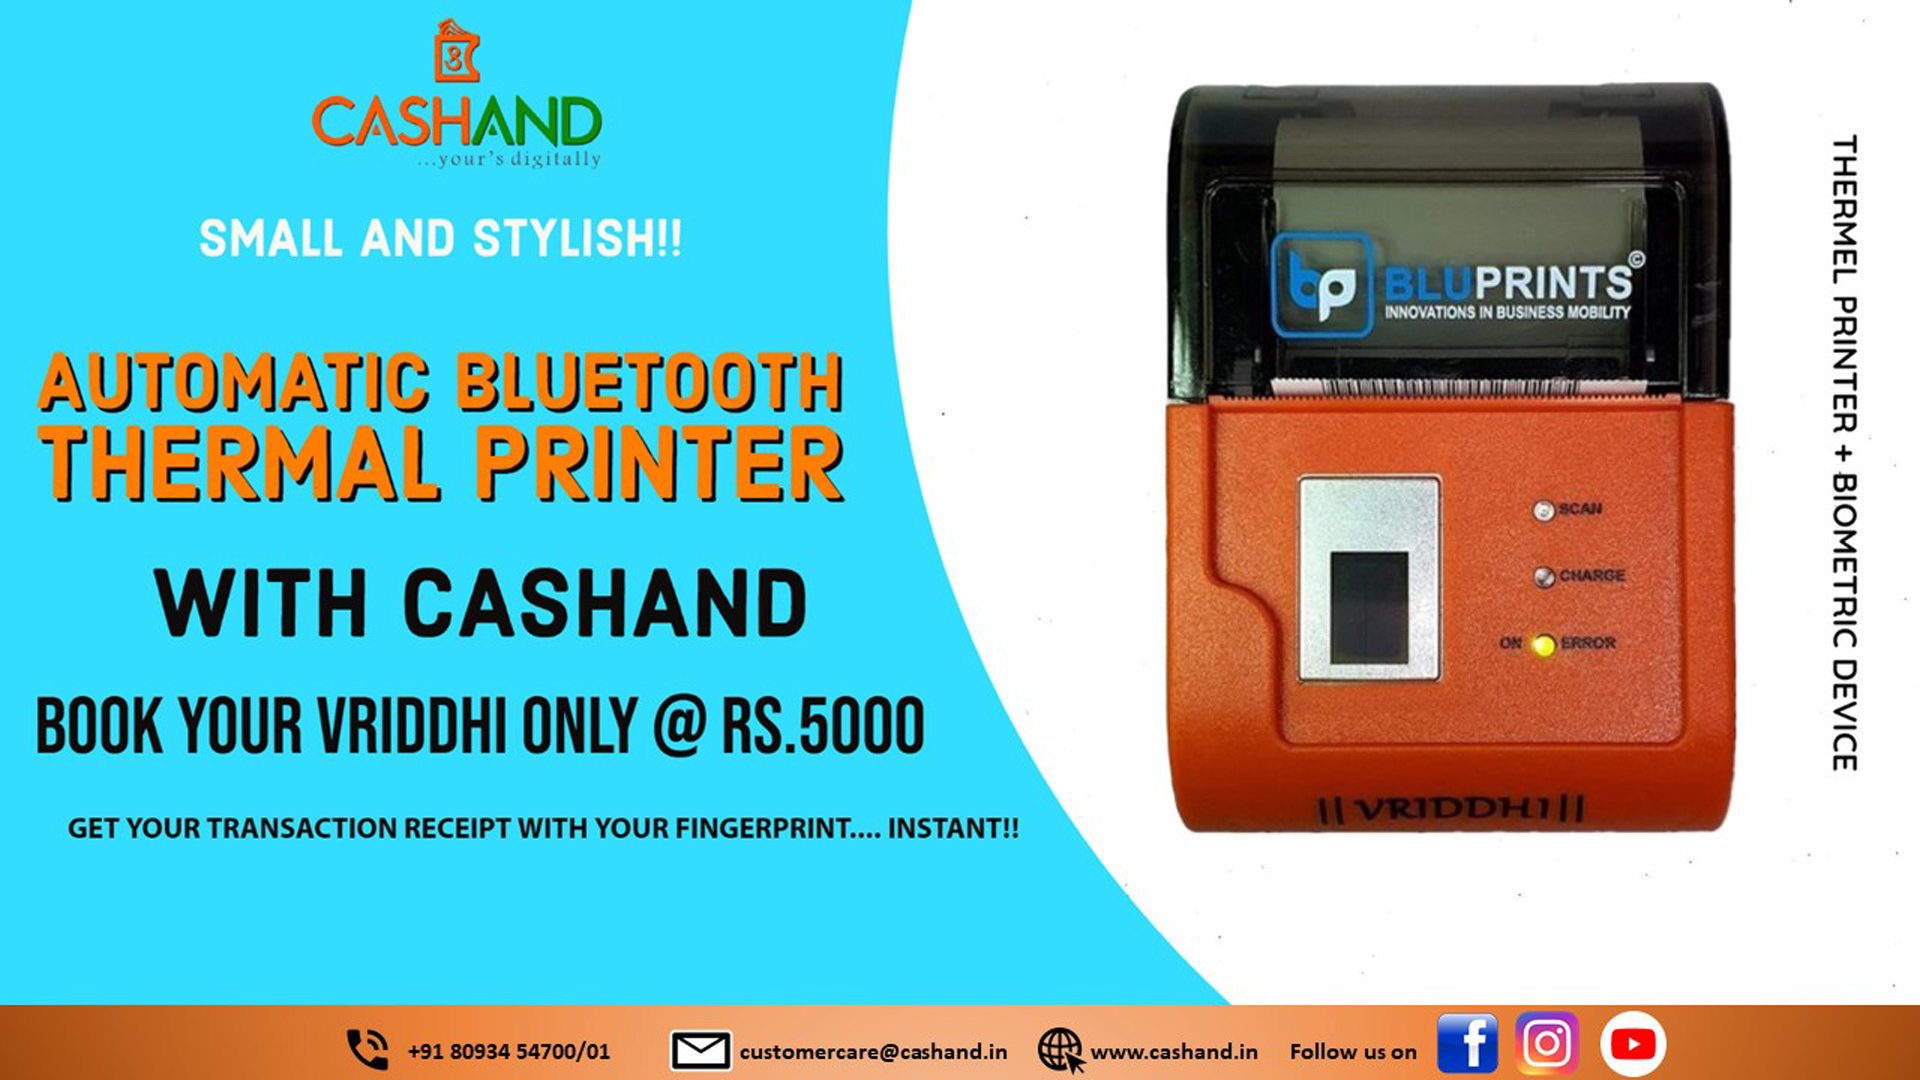 CASHAND
...your's digitally
SMALL AND STYLISH!!
AUTOMATIC BLUETOOTH
THERMAL PRINTER
WITH CASHAND
BOOK YOUR VRIDDHI ONLY @ RS.5000
GET YOUR TRANSACTION RECEIPT WITH YOUR FINGERPRINT.... INSTANT!!
bp BLUPRINTS©
INNOVATIONS IN BUSINESS MOBILITY
SCAN
CHARGE
ON ERROR
||VRIDDHI||
THERMEL PRINTER + BIOMETRIC DEVICE
+91 80934 54700/01 customercare@cashand.in www.cashand.in Follow us on